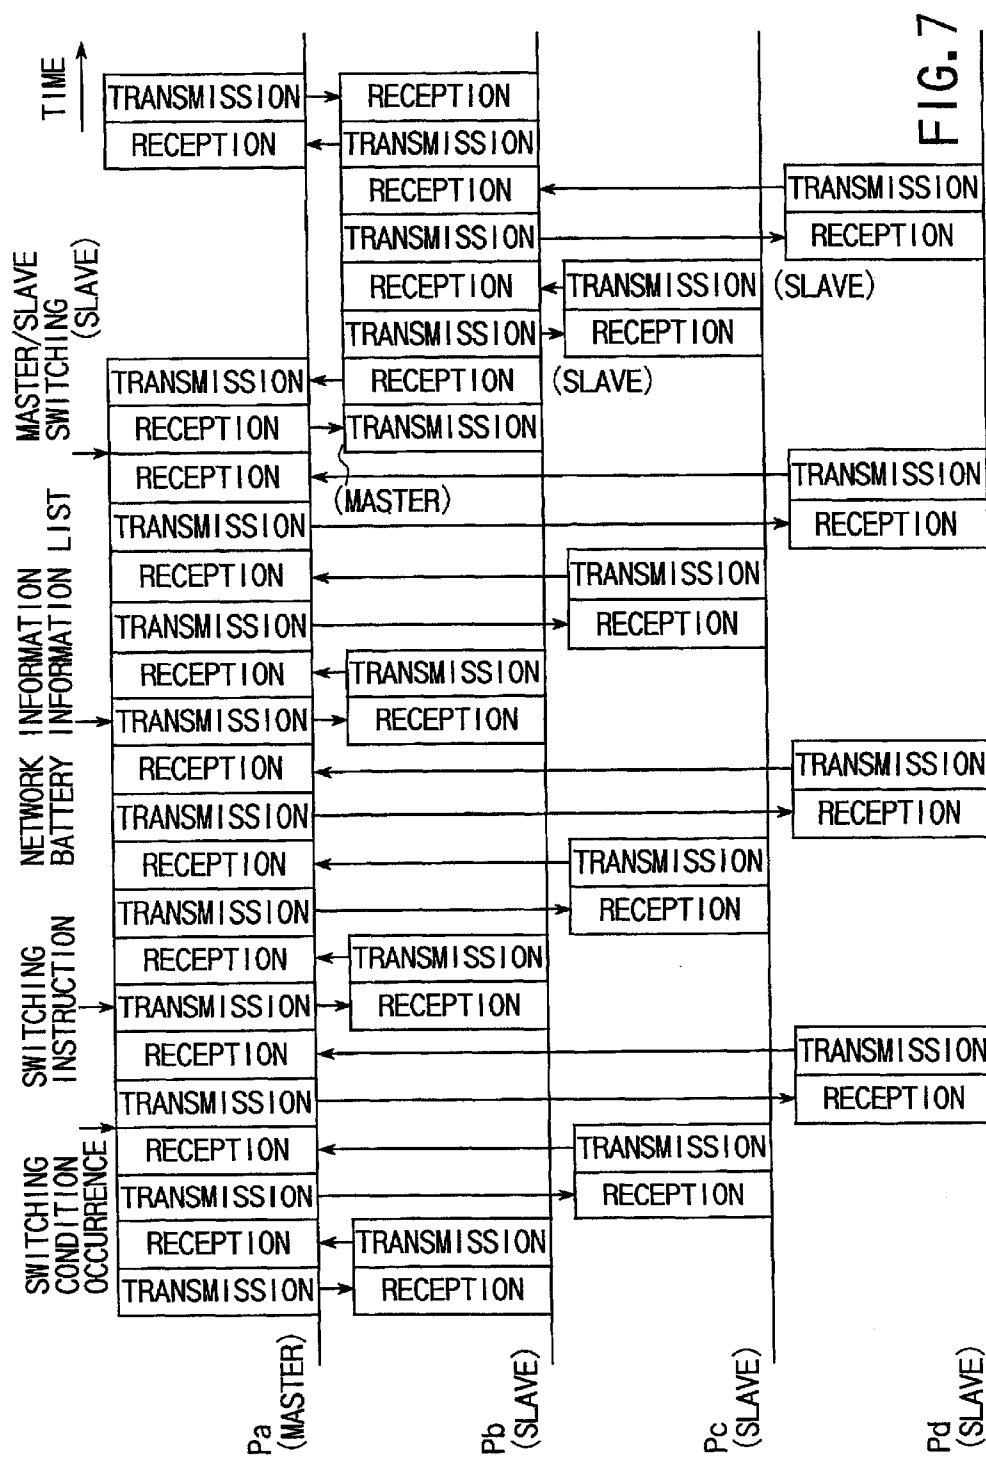 FIG. 7
TIME
TRANSMISSION RECEPTION
RECEPTION TRANSMISSION
RECEPTION TRANSMISSION
TRANSMISSION RECEPTION
MASTER/SLAVE
SWITCHING
(SLAVE)
RECEPTION TRANSMISSION (SLAVE)
TRANSMISSION RECEPTION
TRANSMISSION RECEPTION (SLAVE)
RECEPTION TRANSMISSION
RECEPTION TRANSMISSION
(MASTER)
TRANSMISSION RECEPTION
NETWORK INFORMATION
BATTERY INFORMATION LIST
RECEPTION TRANSMISSION
TRANSMISSION RECEPTION
RECEPTION TRANSMISSION
TRANSMISSION RECEPTION
RECEPTION TRANSMISSION
TRANSMISSION RECEPTION
RECEPTION TRANSMISSION
TRANSMISSION RECEPTION
SWITCHING
INSTRUCTION
RECEPTION TRANSMISSION
TRANSMISSION RECEPTION
RECEPTION TRANSMISSION
TRANSMISSION RECEPTION
SWITCHING
CONDITION
OCCURRENCE
RECEPTION TRANSMISSION
TRANSMISSION RECEPTION
RECEPTION TRANSMISSION
TRANSMISSION RECEPTION
Pa
(MASTER)
Pb
(SLAVE)
Pc
(SLAVE)
Pd
(SLAVE)